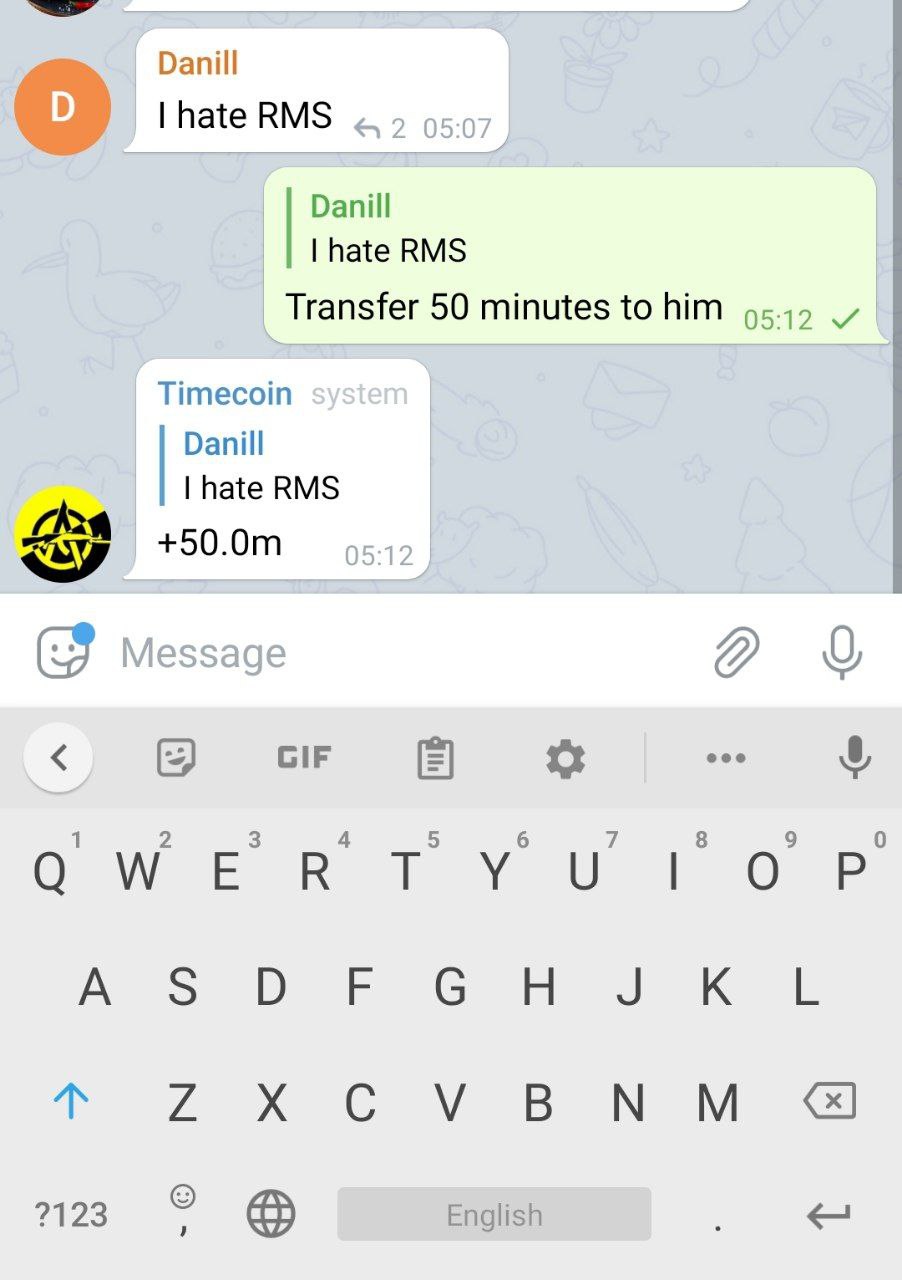 Danill
D
I hate RMS 2 05:07
Danill
I hate RMS
Transfer 50 minutes to him 05:12
Timecoin system
Danill
I hate RMS
+50.0m 05:12
Message
GIF
1 2 3 4 5 6 7 8 9 0
Q W E R T Y U I O P
A S D F G H J K L
Z X C V B N M
?123 , English .